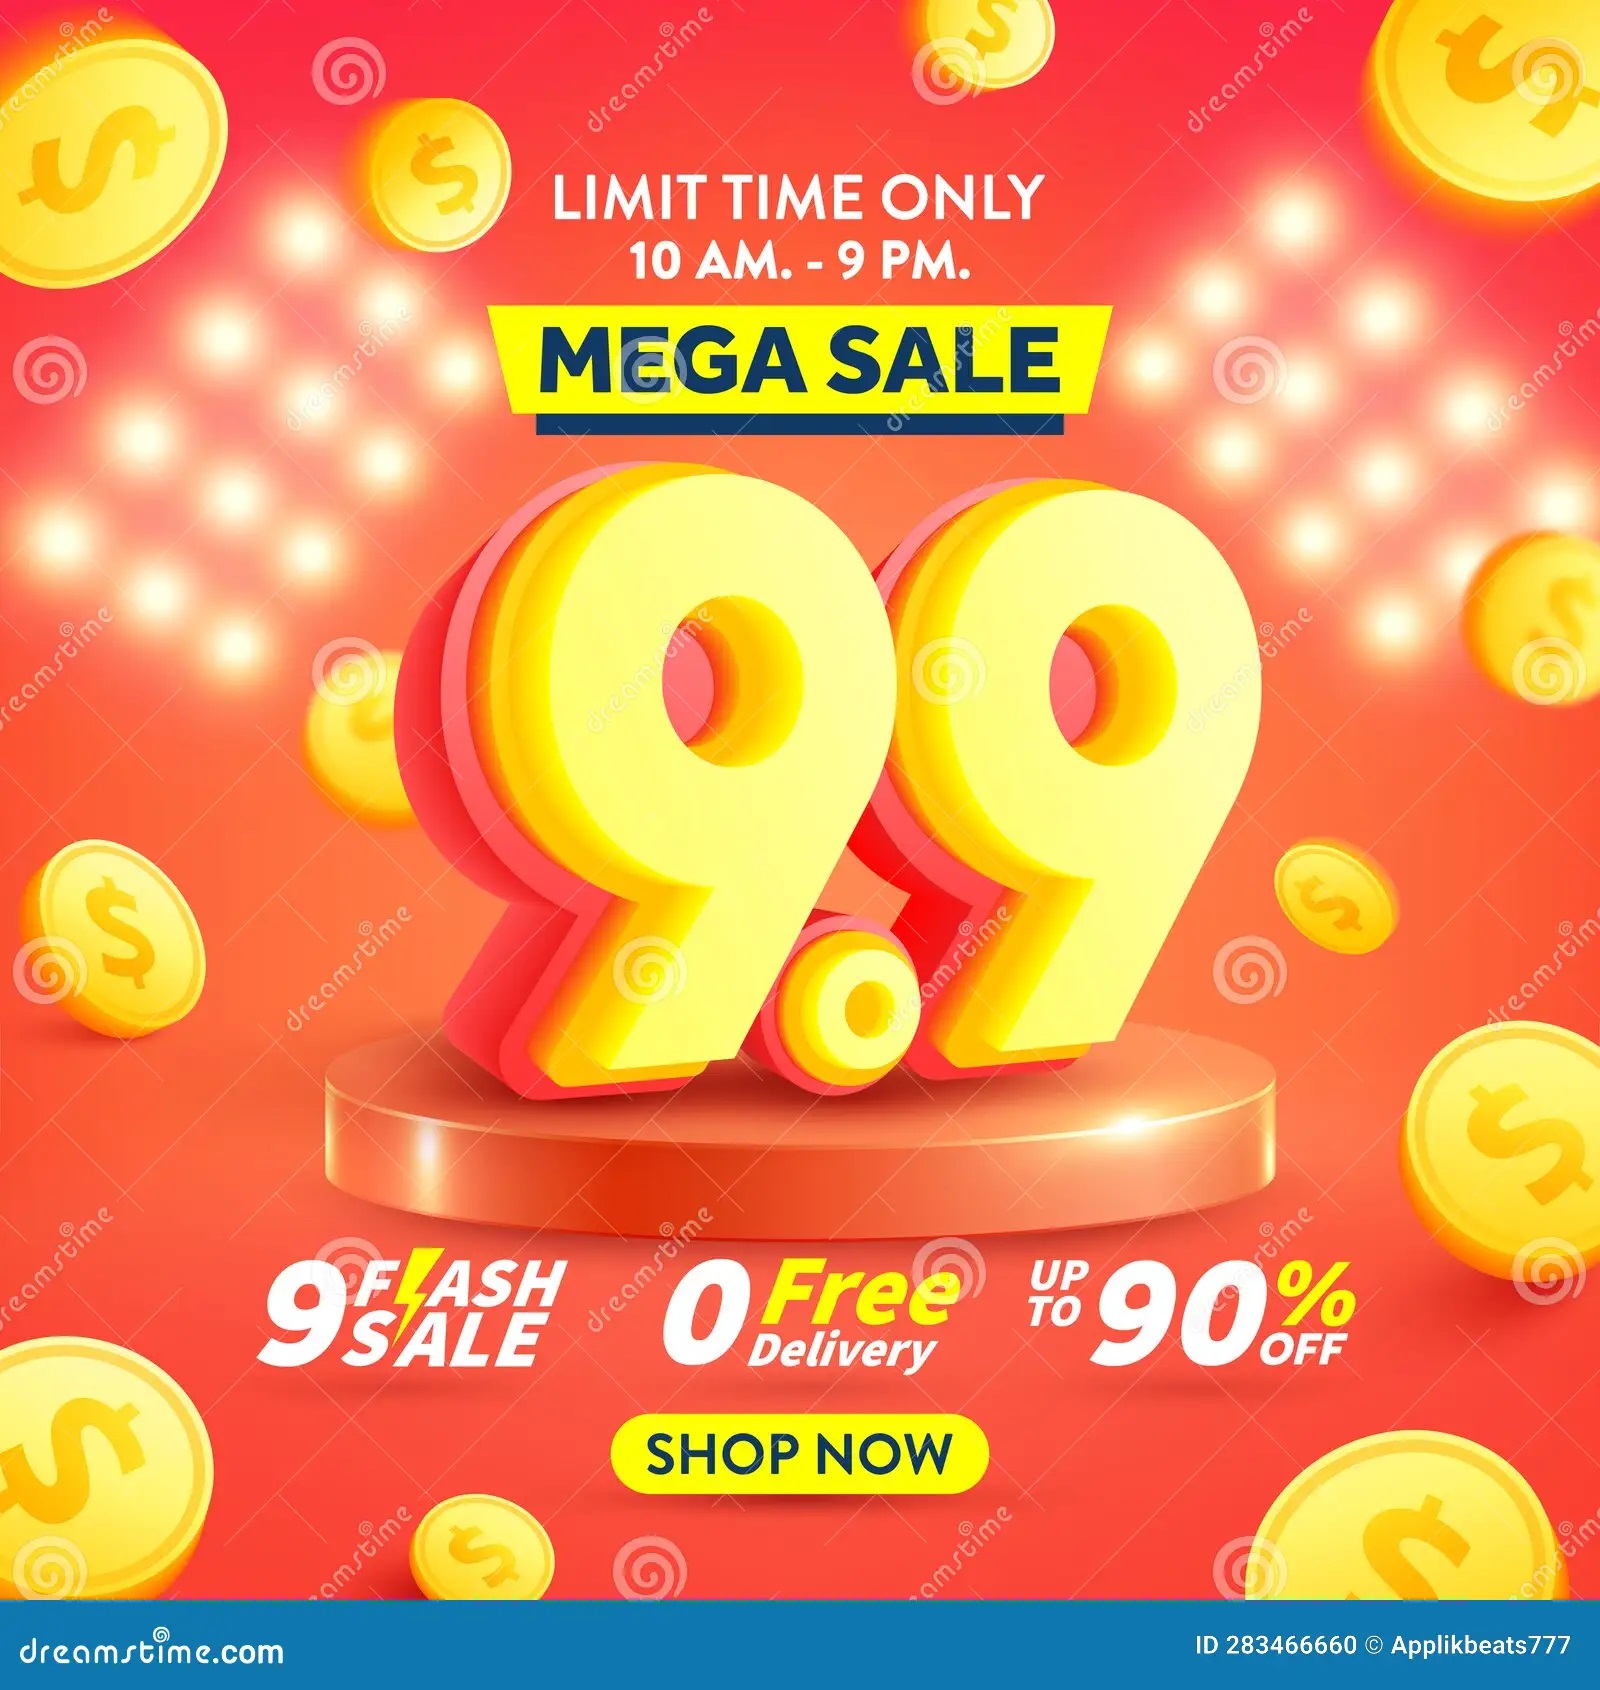 LIMIT TIME ONLY
10 AM. - 9 PM.
MEGA SALE
9.9
9 FLASH SALE
0 Free Delivery
UP TO 90% OFF
SHOP NOW
dreamstime.com
ID 283466660 © Applikbeats777